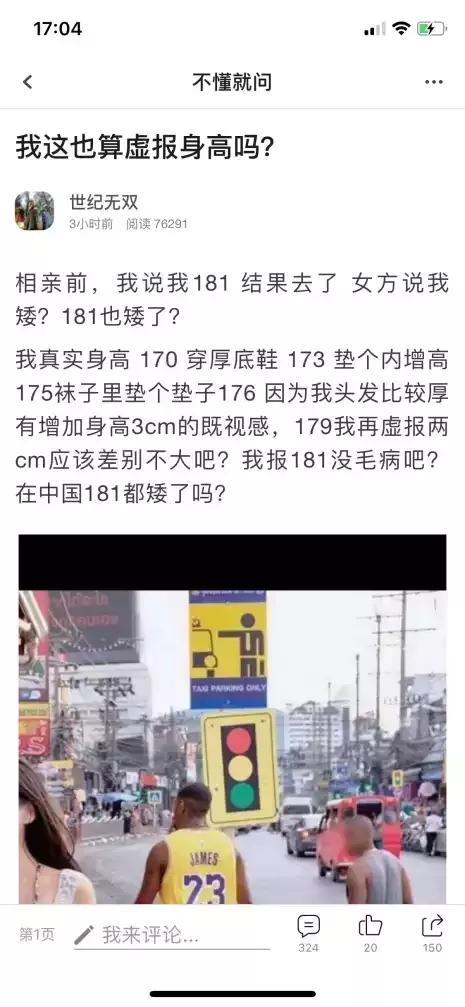 17:04
不懂就问
我这也算虚报身高吗?
世纪无双
3小时前 阅读 76291
相亲前，我说我181 结果去了 女方说我
矮？181也矮了？
我真实身高 170 穿厚底鞋 173 垫个内增高
175袜子里垫个垫子176 因为我头发比较厚
有增加身高3cm的既视感，179我再虚报两
cm应该差别不大吧？我报181没毛病吧？
在中国181都矮了吗？
TAXI PARKING ONLY
JAMES
23
第1页
我来评论...
324
20
150